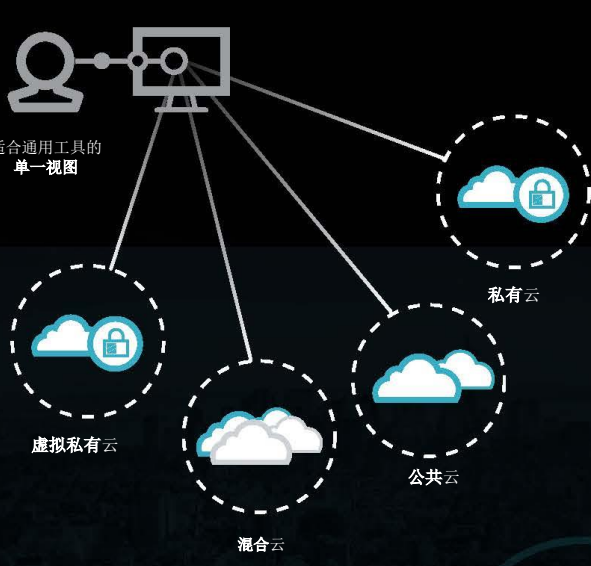 适合通用工具的
单一视图
私有云
虚拟私有云
公共云
混合云